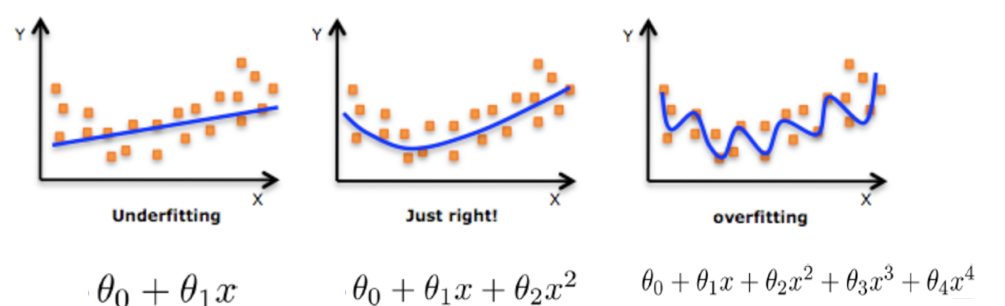 Y Y Y
X X X
Underfitting Just right! overfitting
θ₀ + θ₁x θ₀ + θ₁x + θ₂x² θ₀ + θ₁x + θ₂x² + θ₃x³ + θ₄x⁴